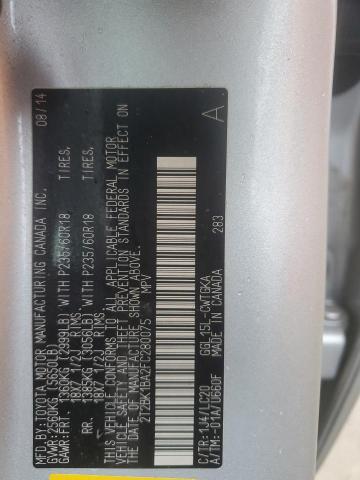 MFD. BY: TOYOTA MOTOR MANUFACTURING CANADA INC. 08/14
GVWR: 2560KG (5650LB)
GAWR: FRT. 1360KG (2999LB) WITH P235/60R18 TIRES,
18X7 1/2J RIMS
RR. 1385KG (3056LB) WITH P235/60R18 TIRES,
18X7 1/2J RIMS
THIS VEHICLE CONFORMS TO ALL APPLICABLE FEDERAL MOTOR
VEHICLE SAFETY AND THEFT PREVENTION STANDARDS IN EFFECT ON
THE DATE OF MANUFACTURE SHOWN ABOVE.
2T2BK1BA2FC280075 MPV
A
C/TR: 1J4/LC20 GGL15L-CWTGKA
A/TM: -01A/U660F MADE IN CANADA 283